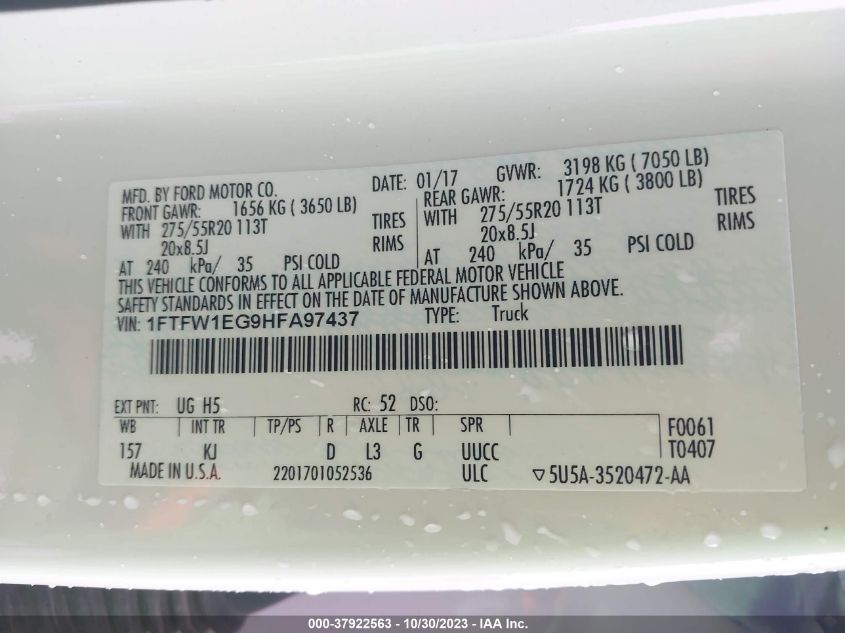 MFD. BY FORD MOTOR CO.
DATE: 01/17
GVWR: 3198 KG ( 7050 LB)
FRONT GAWR: 1656 KG ( 3650 LB)
REAR GAWR: 1724 KG ( 3800 LB)
WITH 275/55R20 113T TIRES
WITH 275/55R20 113T TIRES
20x8.5J RIMS
20x8.5J RIMS
AT 240 kPa/ 35 PSI COLD
AT 240 kPa/ 35 PSI COLD
THIS VEHICLE CONFORMS TO ALL APPLICABLE FEDERAL MOTOR VEHICLE
SAFETY STANDARDS IN EFFECT ON THE DATE OF MANUFACTURE SHOWN ABOVE.
VIN: 1FTFW1EG9HFA97437 TYPE: Truck
EXT PNT: UG H5 RC: 52 DSO:
WB INT TR TP/PS R AXLE TR SPR F0061
157 KJ D L3 G UUCC T0407
MADE IN U.S.A. 2201701052536 ULC ▽5U5A-3520472-AA
000-37922563 - 10/30/2023 - IAA Inc.